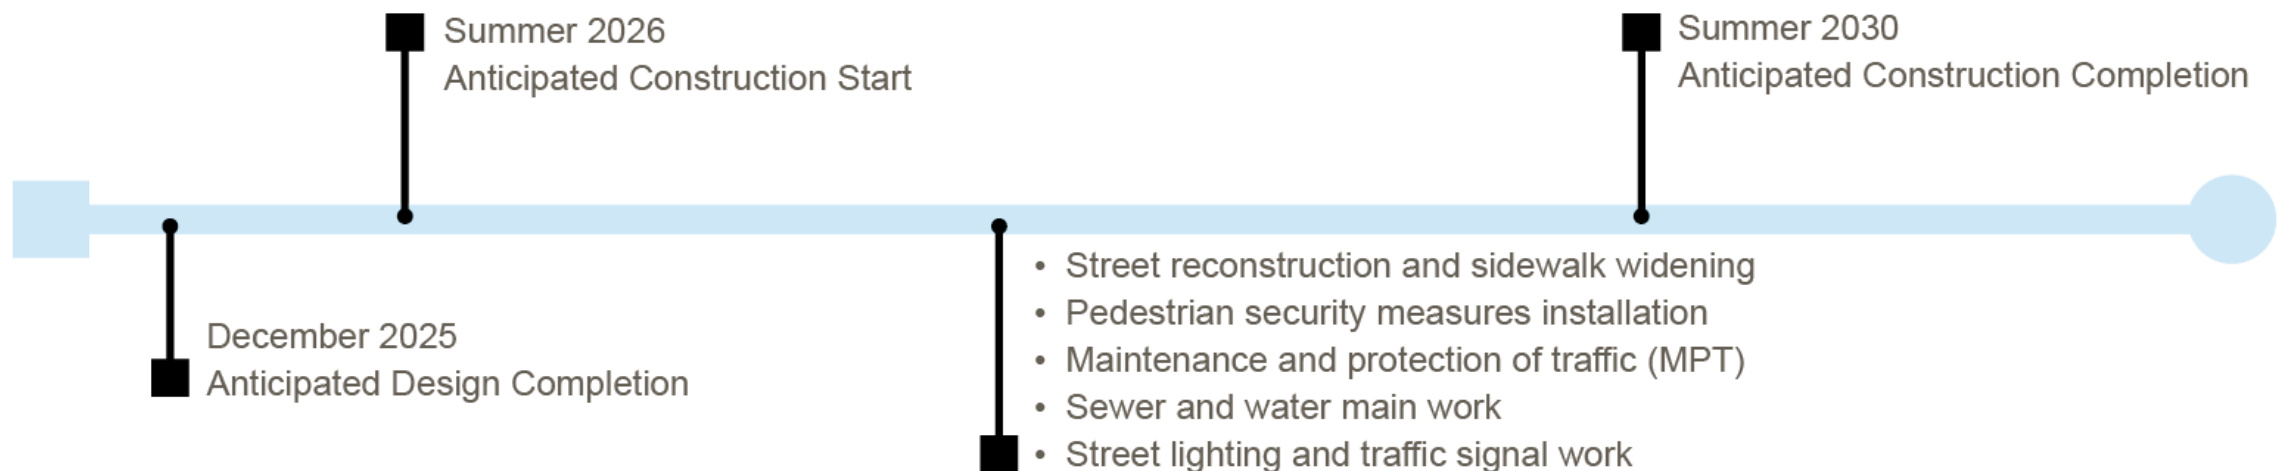 Summer 2026
Anticipated Construction Start
Summer 2030
Anticipated Construction Completion
December 2025
Anticipated Design Completion
• Street reconstruction and sidewalk widening
• Pedestrian security measures installation
• Maintenance and protection of traffic (MPT)
• Sewer and water main work
• Street lighting and traffic signal work